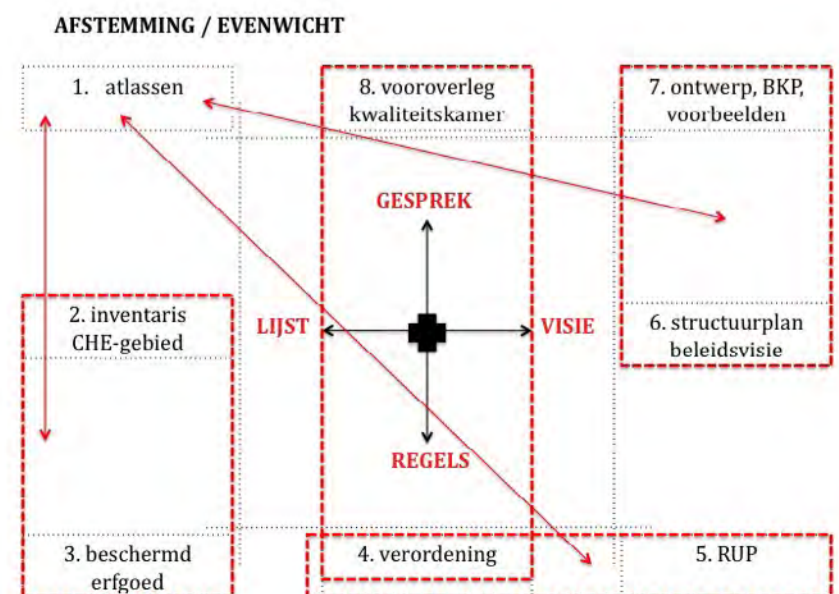 AFSTEMMING / EVENWICHT
1. atlassen
8. vooroverleg
kwaliteitskamer
7. ontwerp, BKP,
voorbeelden
GESPREK
2. inventaris
CHE-gebied
LIJST
VISIE
6. structuurplan
beleidsvisie
REGELS
3. beschermd
erfgoed
4. verordening
5. RUP